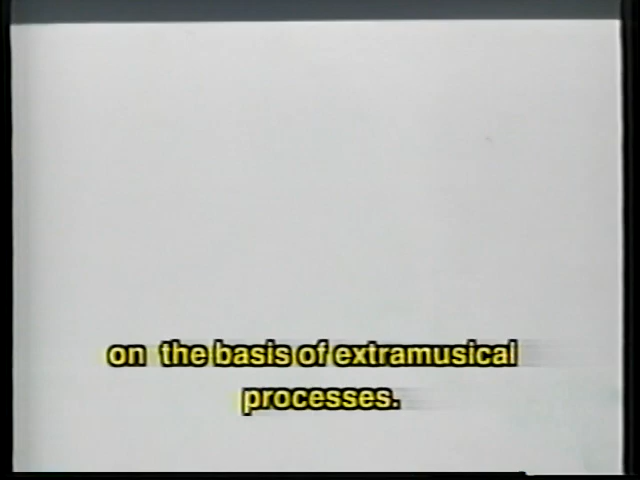 on the basis of extramusical
processes.